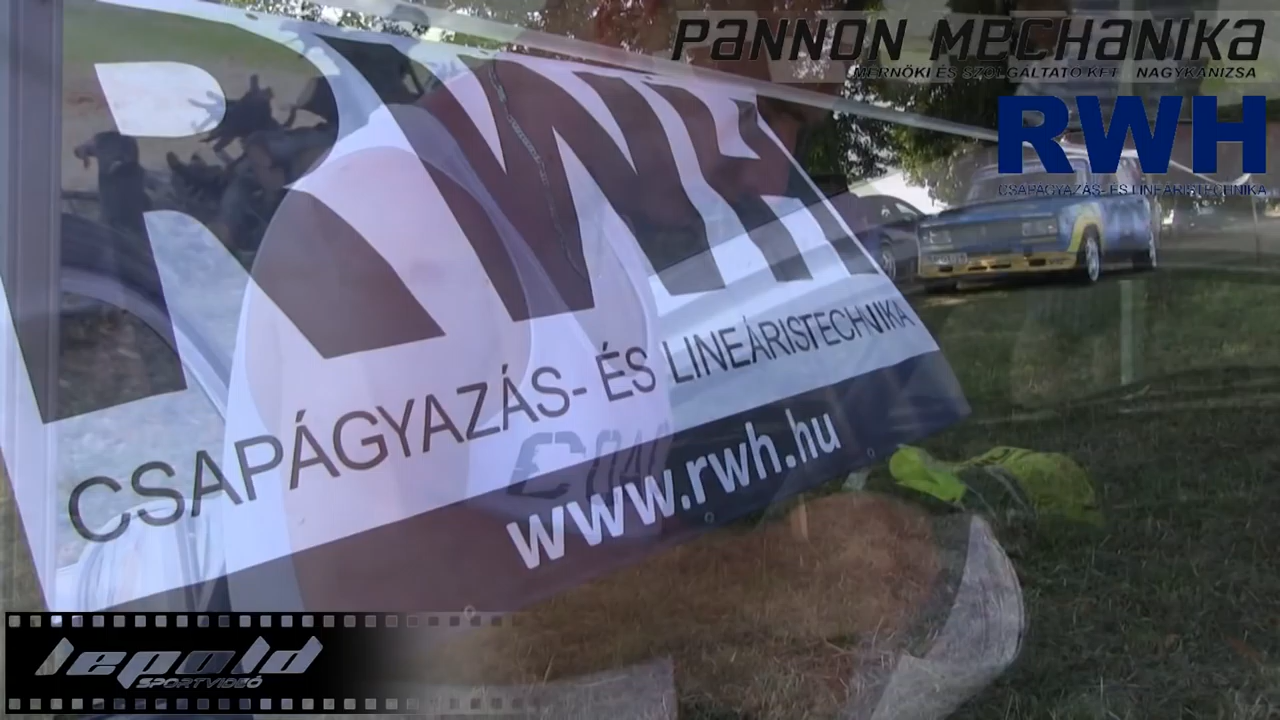 PANNON MECHANIKA
MÉRNÖKI ÉS SZOLGÁLTATÓ KFT. NAGYKANIZSA
RWH
CSAPÁGYAZÁS- ÉS LINEÁRISTECHNIKA
RWH
CSAPÁGYAZÁS- ÉS LINEÁRISTECHNIKA
www.rwh.hu
lepold
SPORTVIDEÓ